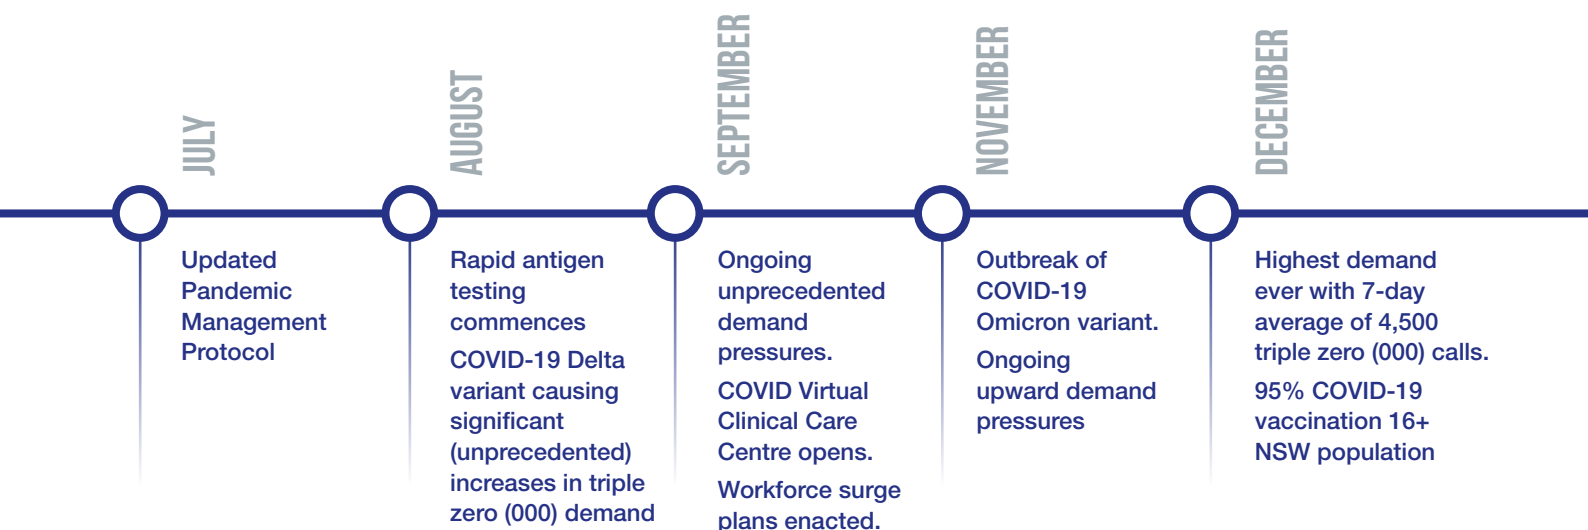 JULY
Updated
Pandemic
Management
Protocol
AUGUST
Rapid antigen
testing
commences
COVID-19 Delta
variant causing
significant
(unprecedented)
increases in triple
zero (000) demand
SEPTEMBER
Ongoing
unprecedented
demand
pressures.
COVID Virtual
Clinical Care
Centre opens.
Workforce surge
plans enacted.
NOVEMBER
Outbreak of
COVID-19
Omicron variant.
Ongoing
upward demand
pressures
DECEMBER
Highest demand
ever with 7-day
average of 4,500
triple zero (000) calls.
95% COVID-19
vaccination 16+
NSW population